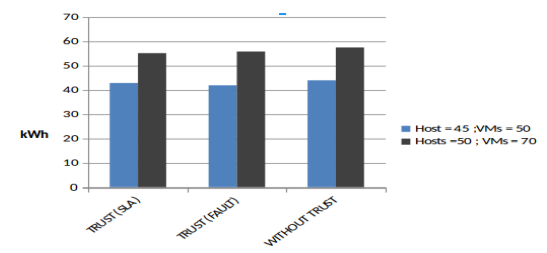 70
60
50
40
30
20
10
0
kWh
TRUST(SLA)
TRUST(FAULT)
WITHOUT TRUST
Host = 45 ;VMs = 50
Hosts =50 ; VMs = 70